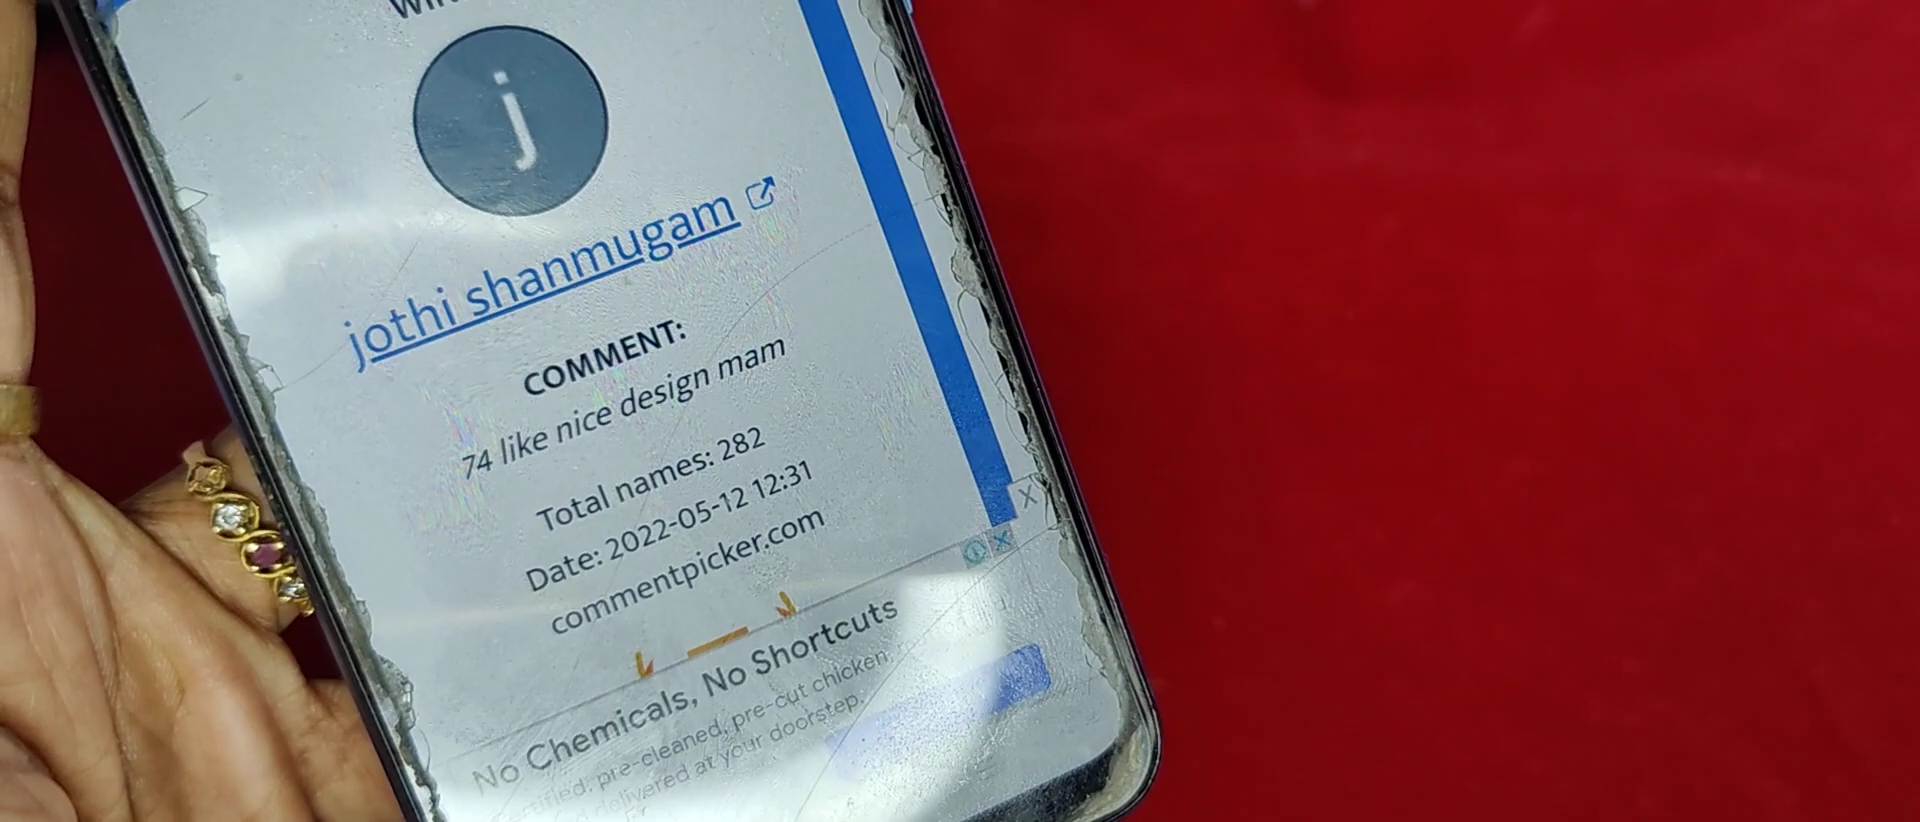 j
jothi shanmugam
COMMENT:
74 like nice design mam
Total names: 282
Date: 2022-05-12 12:31
commentpicker.com
X
No Chemicals, No Shortcuts
pre-cleaned, pre-cut chicken,
delivered at your doorstep.